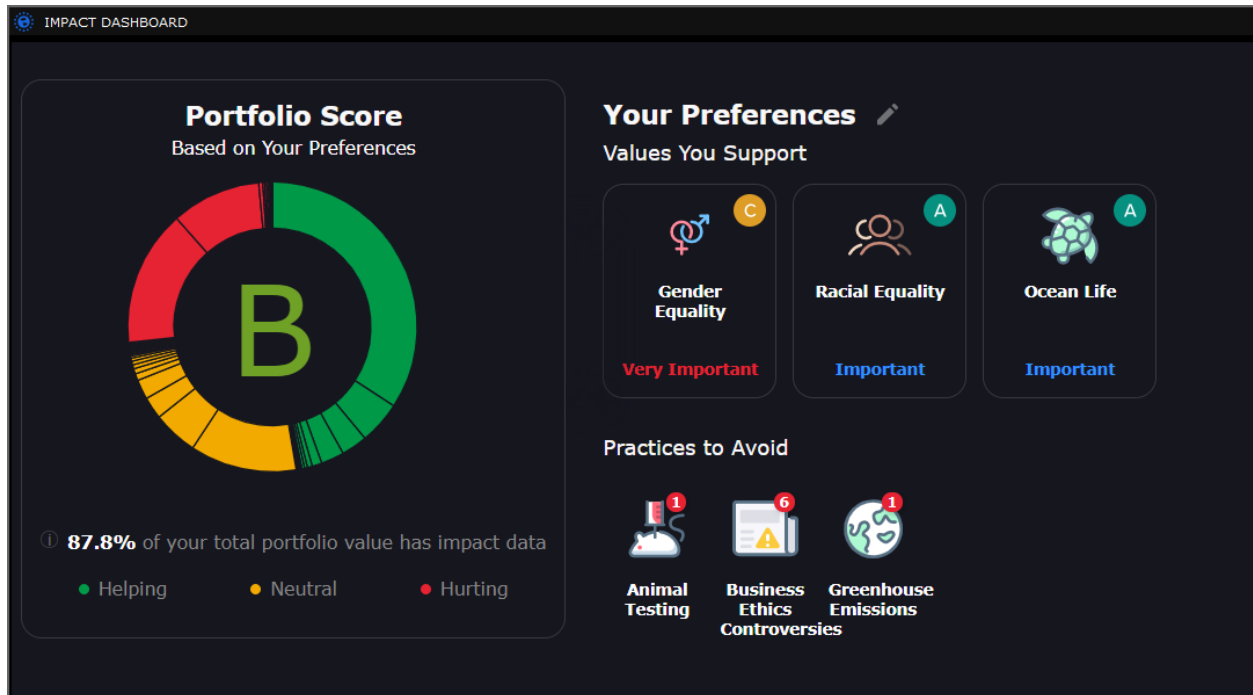 IMPACT DASHBOARD
Portfolio Score
Based on Your Preferences
B
87.8% of your total portfolio value has impact data
Helping
Neutral
Hurting
Your Preferences
Values You Support
C
Gender
Equality
Very Important
A
Racial Equality
Important
A
Ocean Life
Important
Practices to Avoid
1
Animal
Testing
6
Business
Ethics
Controversies
1
Greenhouse
Emissions